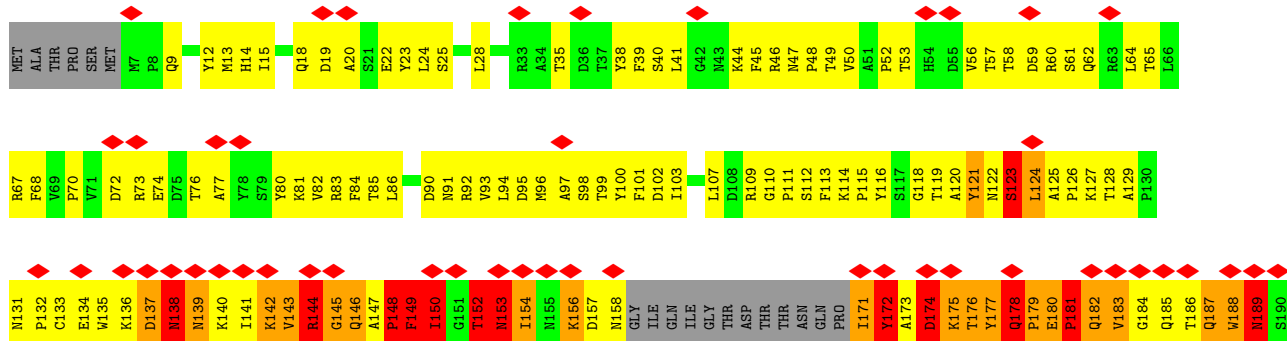 MET ALA THR PRO SER MET M7 P8 Q9 Y12 M13 H14 I15 Q18 D19 A20 S21 E22 Y23 L24 S25 L28 R33 A34 T35 D36 T37 Y38 F39 S40 L41 G42 N43 K44 F45 R46 N47 P48 T49 V50 A51 P52 T53 H54 D55 V56 T57 T58 D59 R60 S61 Q62 R63 L64 T65 L66
R67 F68 V69 P70 V71 D72 R73 E74 D75 T76 A77 Y78 S79 Y80 K81 V82 R83 F84 T85 L86 D90 N91 R92 V93 L94 D95 M96 A97 S98 T99 Y100 F101 D102 I103 L107 D108 R109 G110 P111 S112 F113 K114 P115 Y116 S117 G118 T119 A120 Y121 N122 S123 L124 A125 P126 K127 T128 A129 P130
N131 P132 C133 E134 W135 K136 D137 N138 N139 K140 I141 K142 V143 R144 G145 Q146 A147 P148 F149 I150 G151 T152 N153 I154 N155 K156 D157 N158 GLY ILE GLN ILE GLY THR ASP THR THR ASN GLN PRO I171 Y172 A173 D174 K175 T176 Y177 Q178 P179 E180 P181 Q182 V183 G184 Q185 T186 Q187 W188 N189 S190